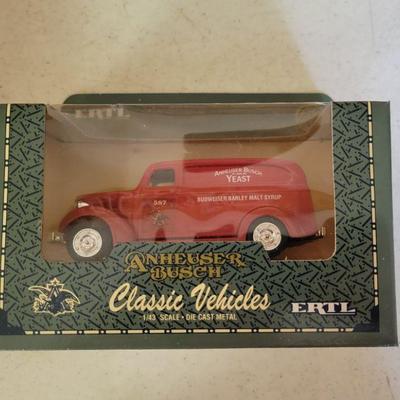 ERTL
ANHEUSER BUSCH
YEAST
BUDWEISER BARLEY MALT SYRUP
587
ANHEUSER
BUSCH
Classic Vehicles
1/43 SCALE • DIE CAST METAL
ERTL